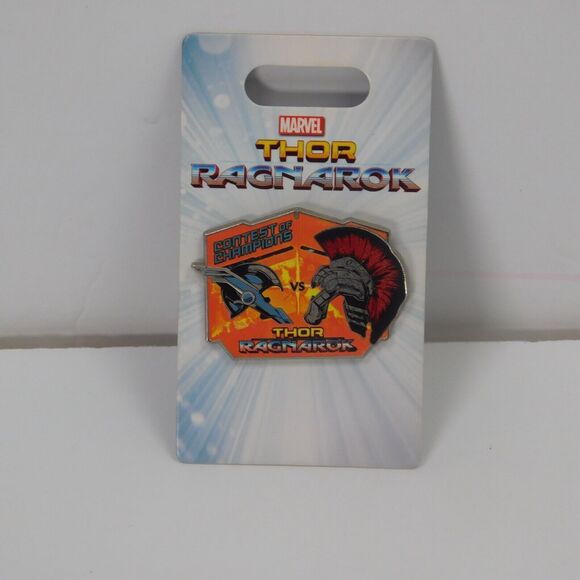 MARVEL
THOR
RAGNAROK
CONTEST OF
CHAMPIONS
VS
THOR
RAGNAROK